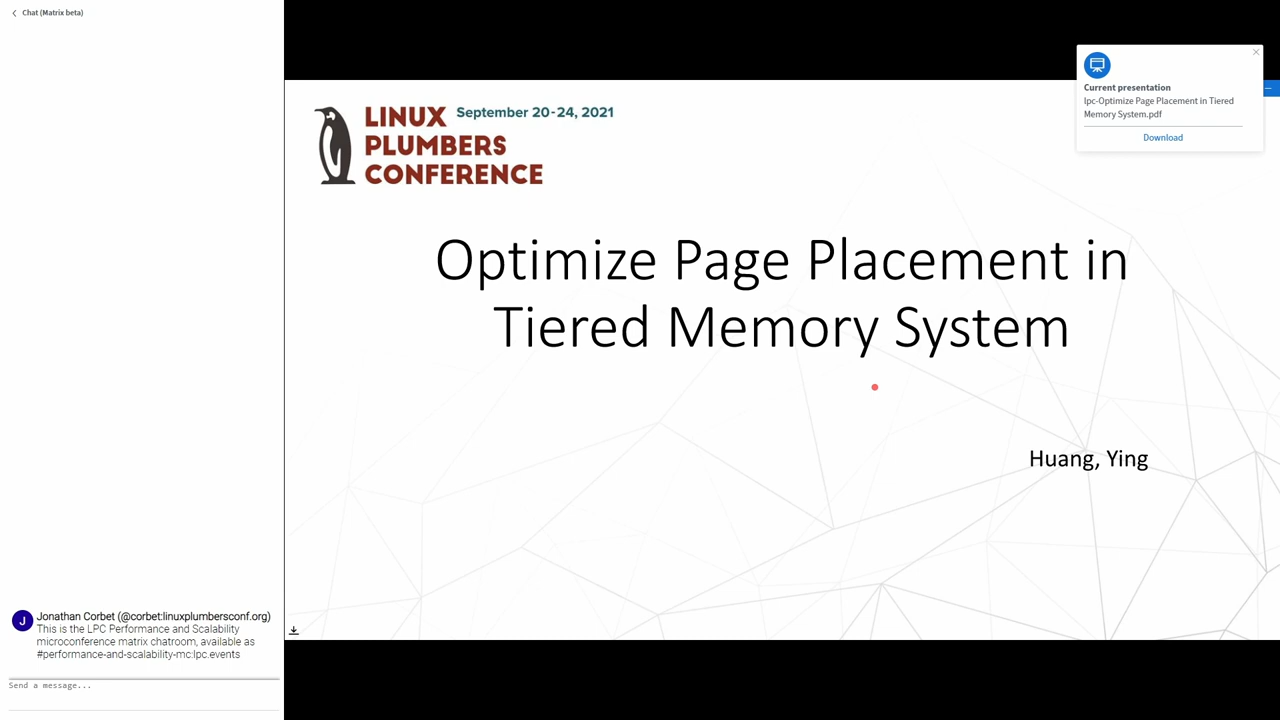 Chat (Matrix beta)
LINUX
September 20-24, 2021
PLUMBERS
CONFERENCE
Current presentation
lpc-Optimize Page Placement in Tiered
Memory System.pdf
Download
Optimize Page Placement in
Tiered Memory System
Huang, Ying
J
Jonathan Corbet (@corbet:linuxplumbersconf.org)
This is the LPC Performance and Scalability
microconference matrix chatroom, available as
#performance-and-scalability-mc:lpc.events
Send a message...